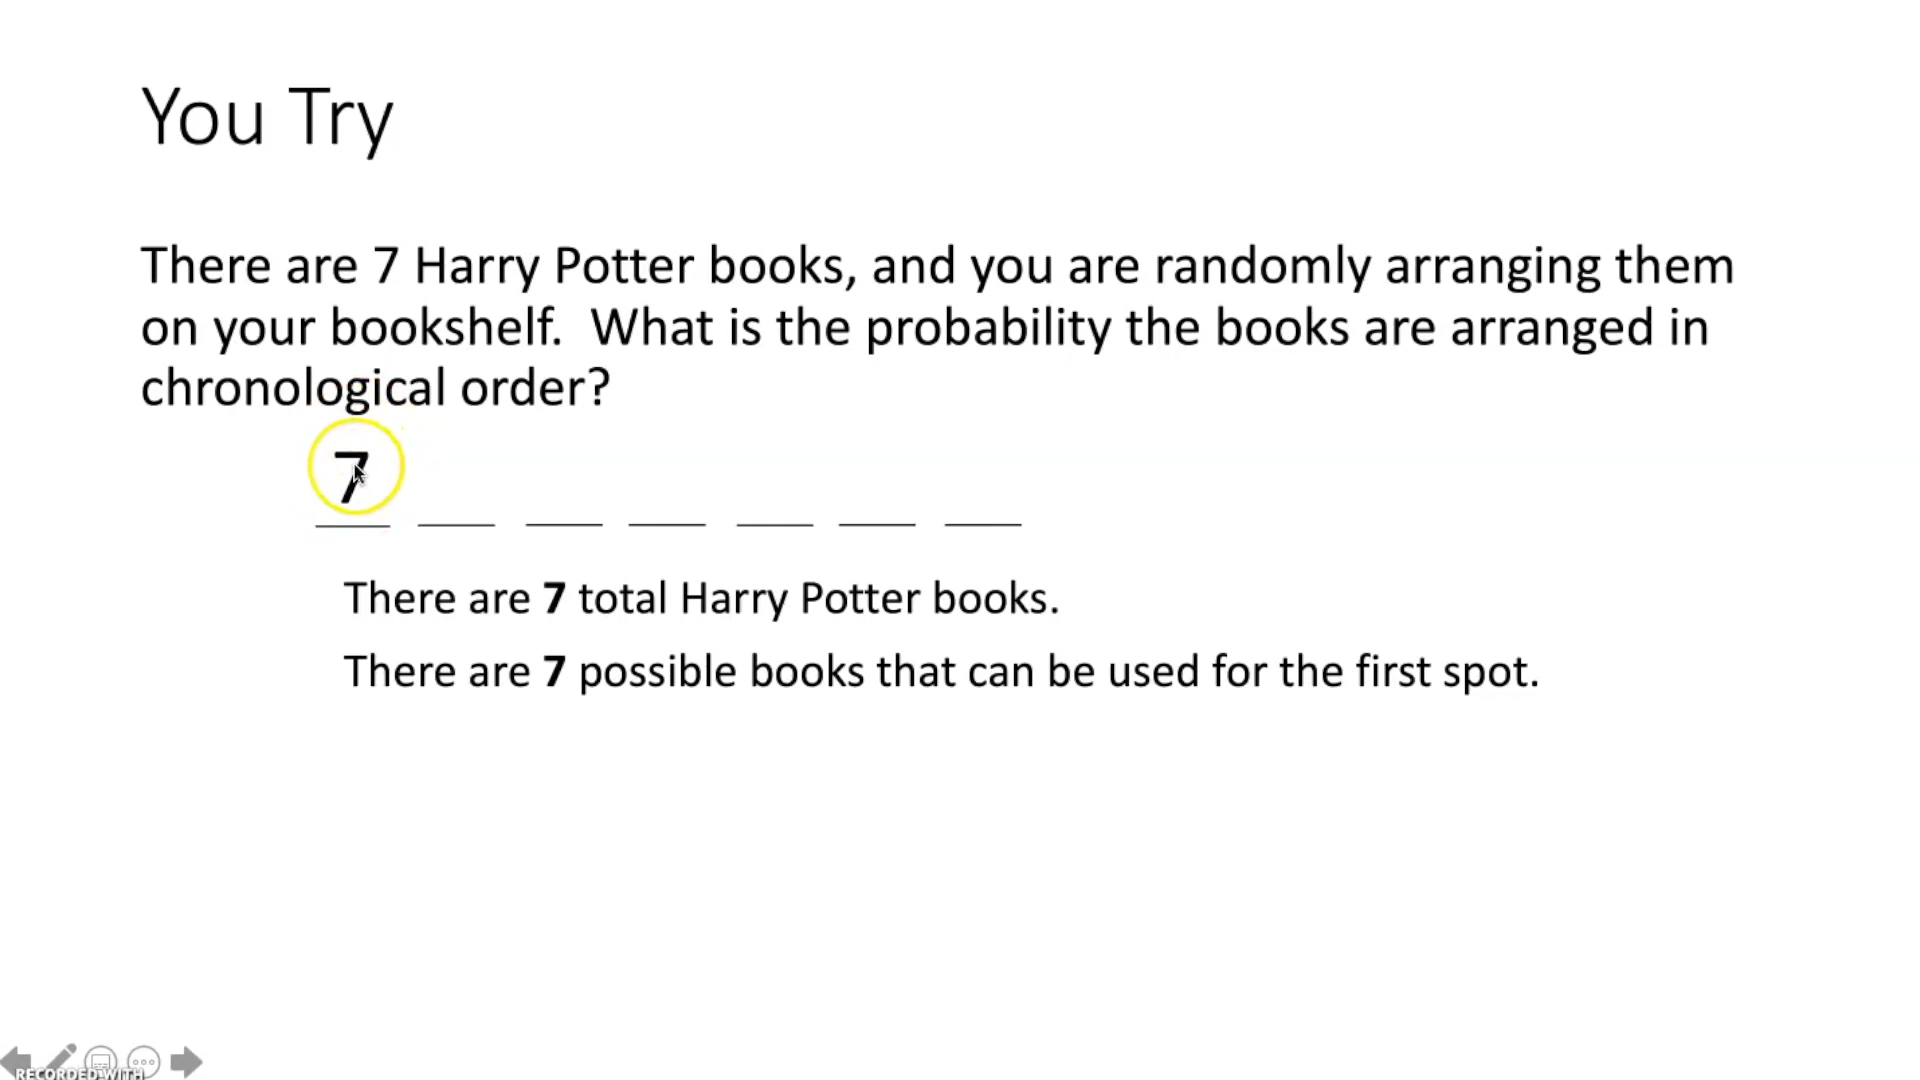 You Try
There are 7 Harry Potter books, and you are randomly arranging them
on your bookshelf.  What is the probability the books are arranged in
chronological order?
7
There are 7 total Harry Potter books.
There are 7 possible books that can be used for the first spot.
RECORDED WITH